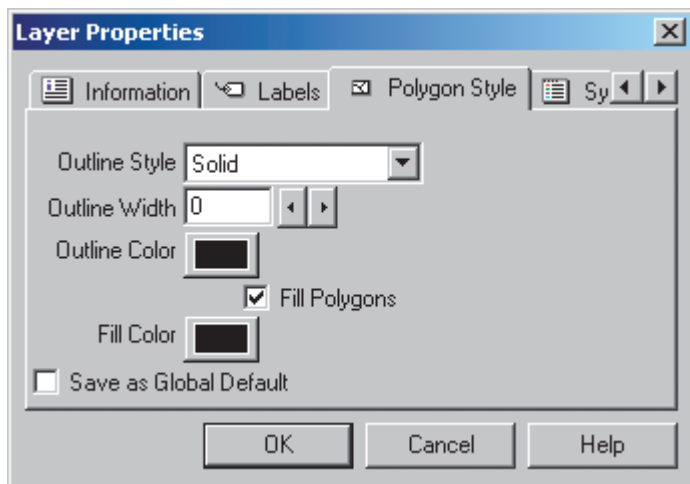 Layer Properties
Information Labels Polygon Style Sy
Outline Style Solid
Outline Width 0
Outline Color
Fill Polygons
Fill Color
Save as Global Default
OK Cancel Help